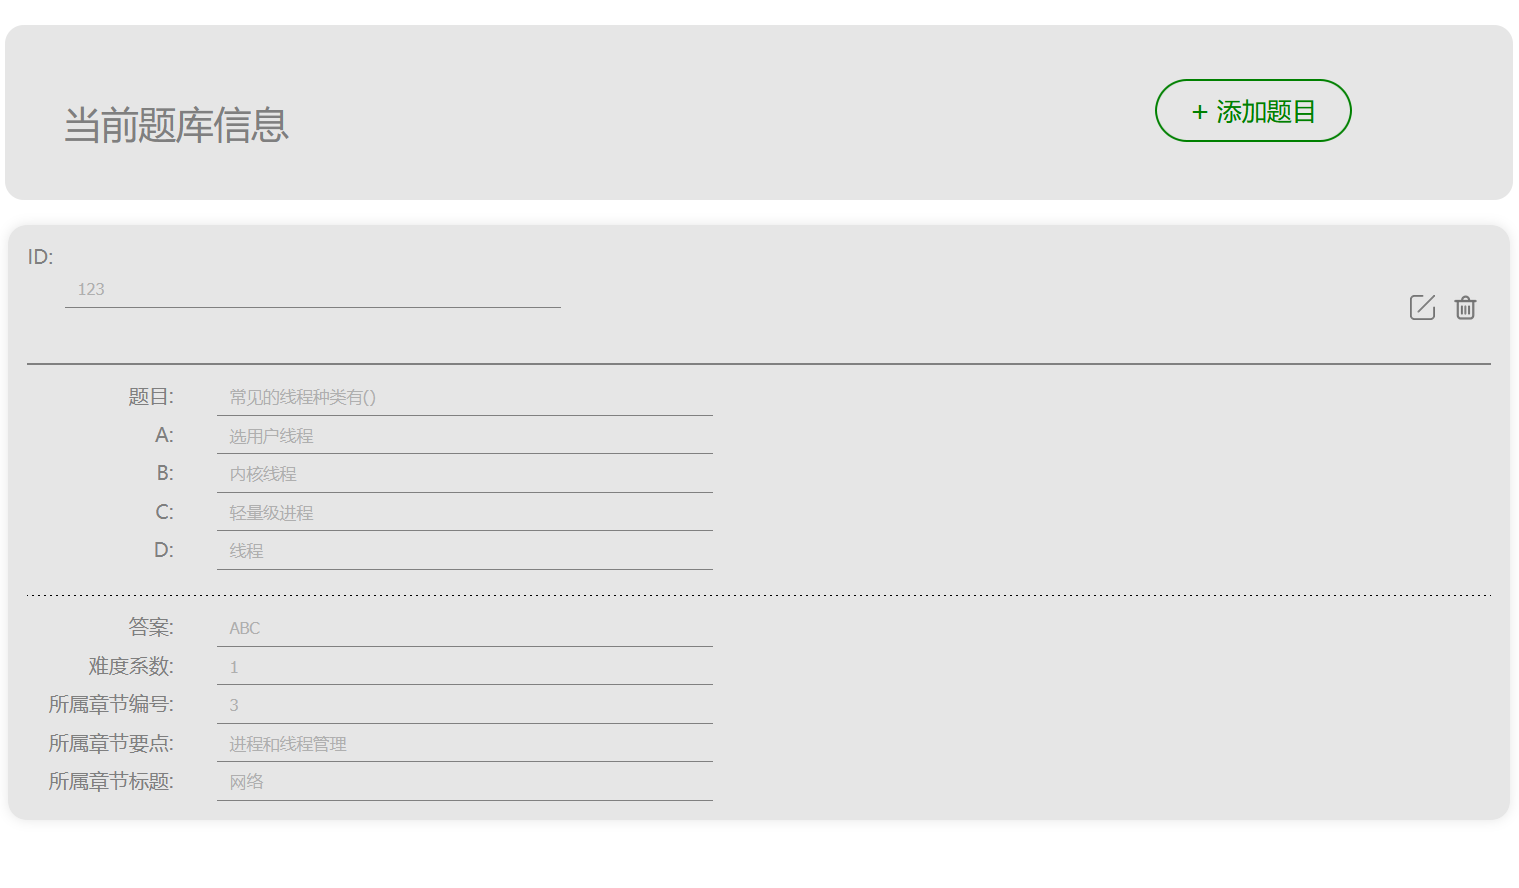 当前题库信息
+ 添加题目
ID:
123
题目: 常见的线程种类有()
A: 选用户线程
B: 内核线程
C: 轻量级进程
D: 线程
答案: ABC
难度系数: 1
所属章节编号: 3
所属章节要点: 进程和线程管理
所属章节标题: 网络